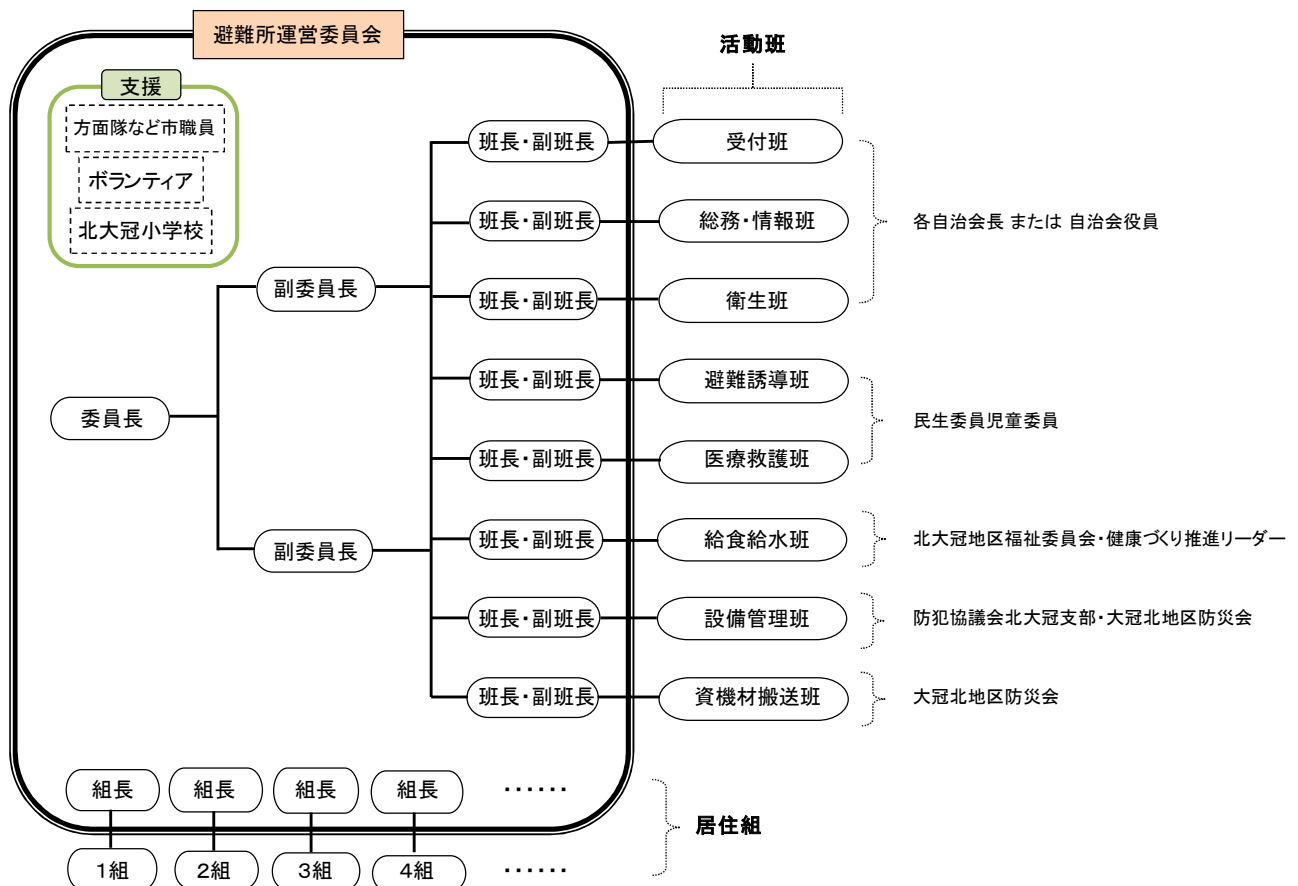 避難所運営委員会
活動班
支援
方面隊など市職員
ボランティア
北大冠小学校
班長・副班長
受付班
班長・副班長
総務・情報班
各自治会長 または 自治会役員
副委員長
班長・副班長
衛生班
班長・副班長
避難誘導班
委員長
民生委員児童委員
班長・副班長
医療救護班
副委員長
班長・副班長
給食給水班
北大冠地区福祉委員会・健康づくり推進リーダー
班長・副班長
設備管理班
防犯協議会北大冠支部・大冠北地区防災会
班長・副班長
資機材搬送班
大冠北地区防災会
組長 組長 組長 組長 ・・・・・・
居住組
1組 2組 3組 4組 ・・・・・・